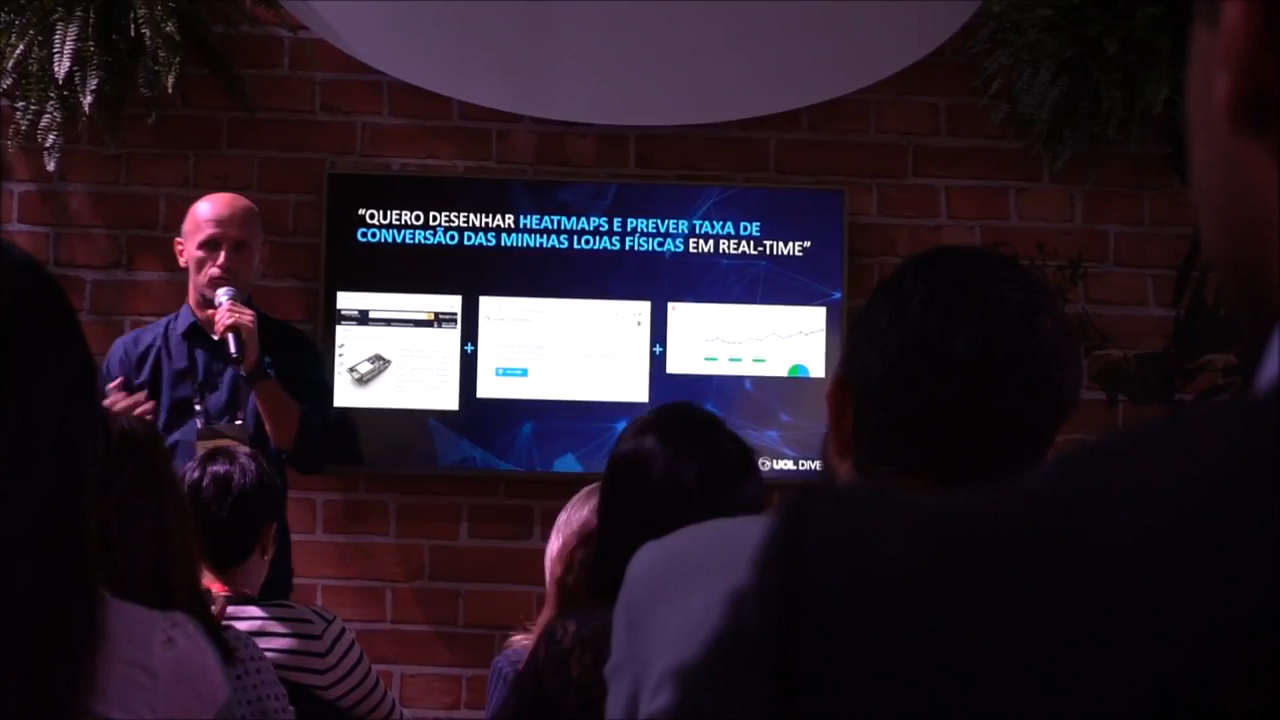 “QUERO DESENHAR HEATMAPS E PREVER TAXA DE
CONVERSÃO DAS MINHAS LOJAS FÍSICAS EM REAL-TIME”
+
+
UOL DIVE